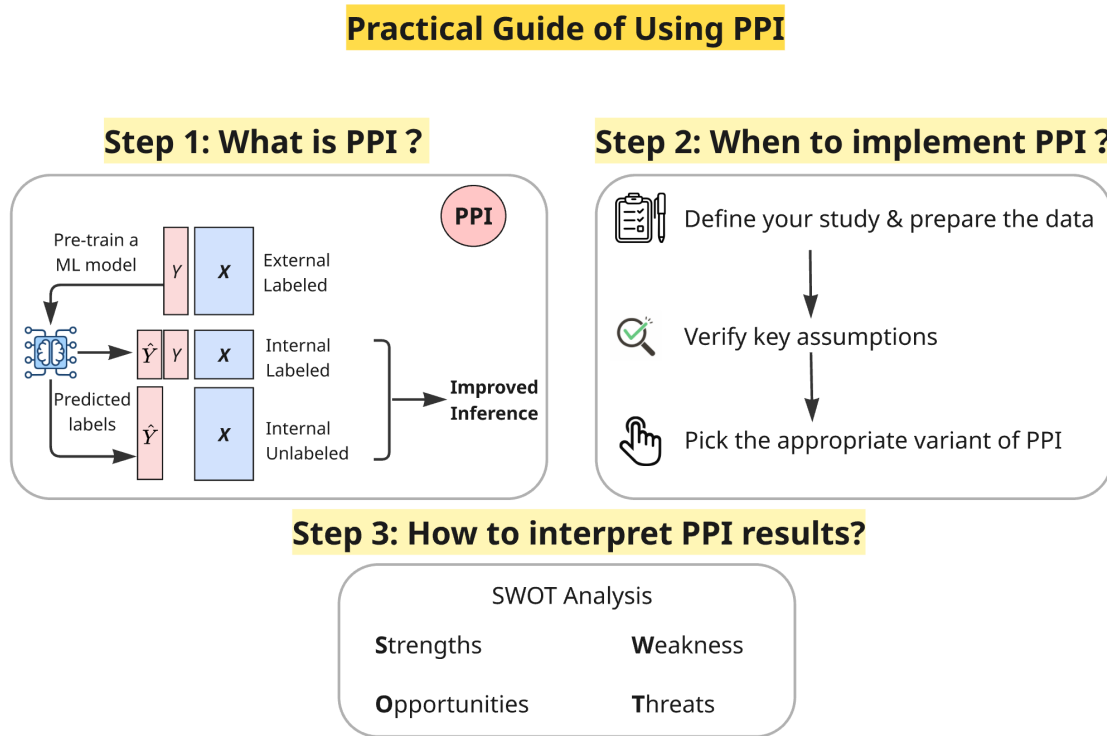 Practical Guide of Using PPI
Step 1: What is PPI ?
PPI
Pre-train a
ML model
Y
X
External
Labeled
Ŷ
Y
X
Internal
Labeled
Predicted
labels
Ŷ
X
Internal
Unlabeled
Improved
Inference
Step 2: When to implement PPI ?
Define your study & prepare the data
Verify key assumptions
Pick the appropriate variant of PPI
Step 3: How to interpret PPI results?
SWOT Analysis
Strengths
Weakness
Opportunities
Threats